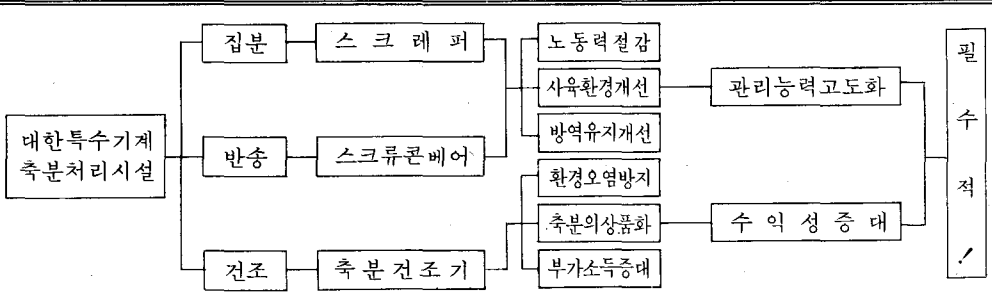 대한특수기계
축분처리시설
집분
스크레퍼
반송
스크류콘베어
건조
축분건조기
노동력절감
사육환경개선
방역유지개선
환경오염방지
축분의상품화
부가소득증대
관리능력고도화
수익성증대
필수적!